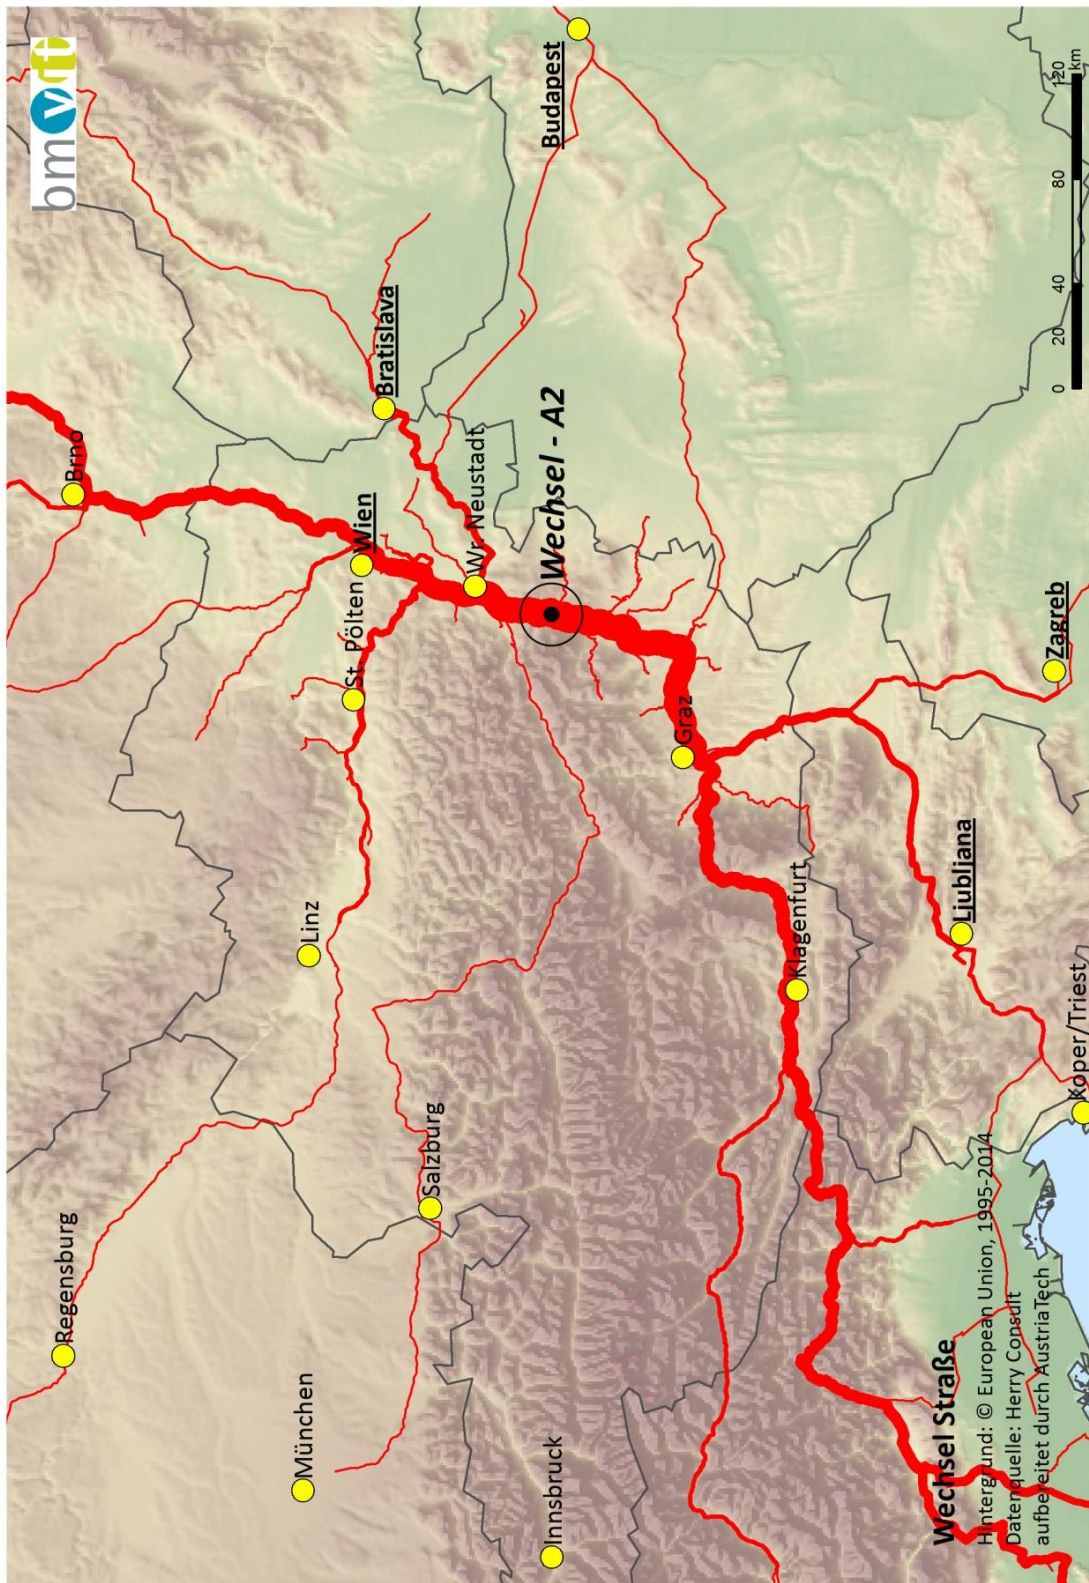 bmvit
Brno
Regensburg
Linz
St. Pölten
Wien
Bratislava
München
Salzburg
Wr. Neustadt
Budapest
Innsbruck
Wechsel - A2
Graz
Klagenfurt
Ljubljana
Zagreb
Koper/Triest
Wechsel Straße
Hintergrund: © European Union, 1995-2014
Datenquelle: Herry Consult
aufbereitet durch AustriaTech
0 20 40 80 120
km